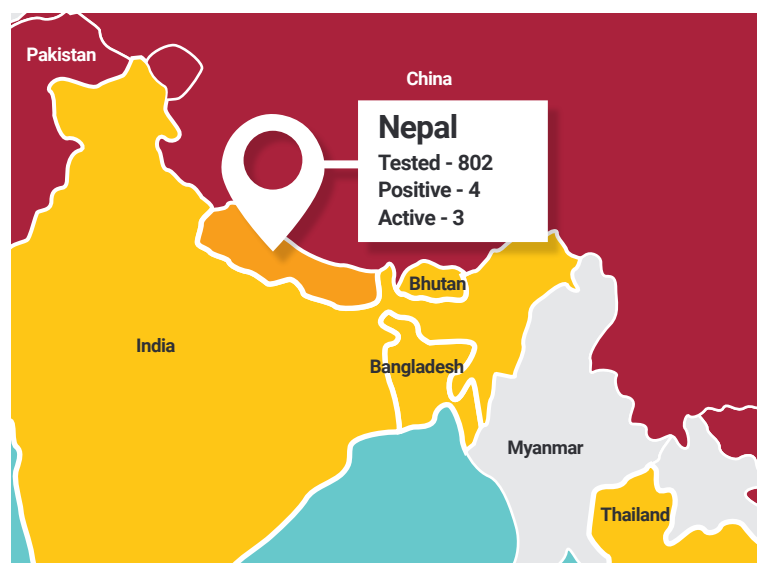 Pakistan
China
Nepal
Tested - 802
Positive - 4
Active - 3
Bhutan
India
Bangladesh
Myanmar
Thailand